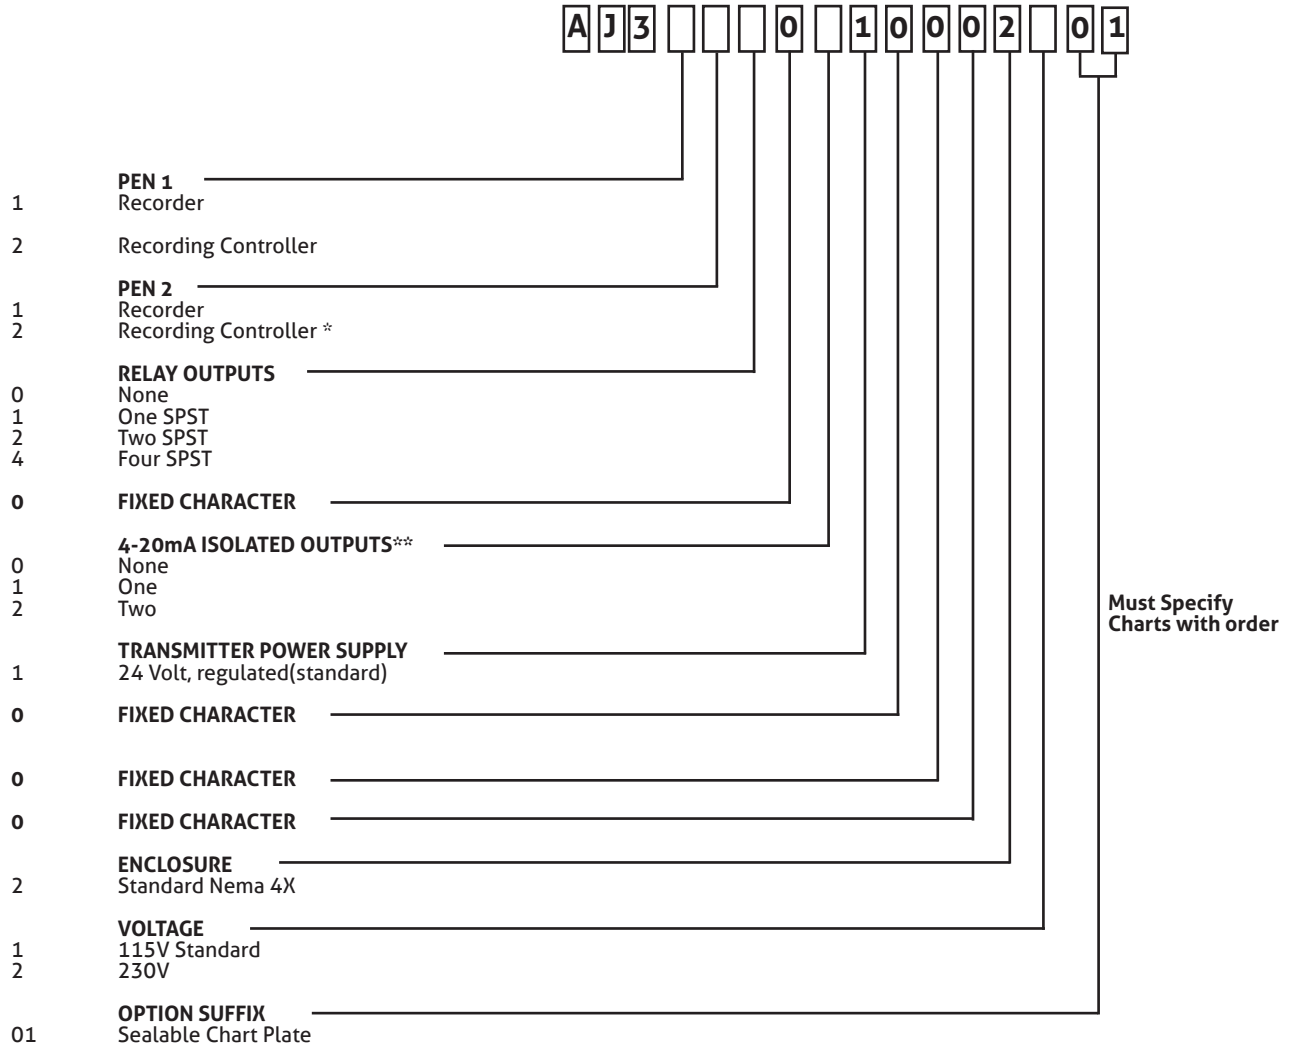 A J 3 0 1 0 0 0 2 0 1
PEN 1
1 Recorder
2 Recording Controller
PEN 2
1 Recorder
2 Recording Controller *
RELAY OUTPUTS
0 None
1 One SPST
2 Two SPST
4 Four SPST
0 FIXED CHARACTER
4-20mA ISOLATED OUTPUTS**
0 None
1 One
2 Two
Must Specify
Charts with order
TRANSMITTER POWER SUPPLY
1 24 Volt, regulated(standard)
0 FIXED CHARACTER
0 FIXED CHARACTER
0 FIXED CHARACTER
ENCLOSURE
2 Standard Nema 4X
VOLTAGE
1 115V Standard
2 230V
OPTION SUFFIX
01 Sealable Chart Plate